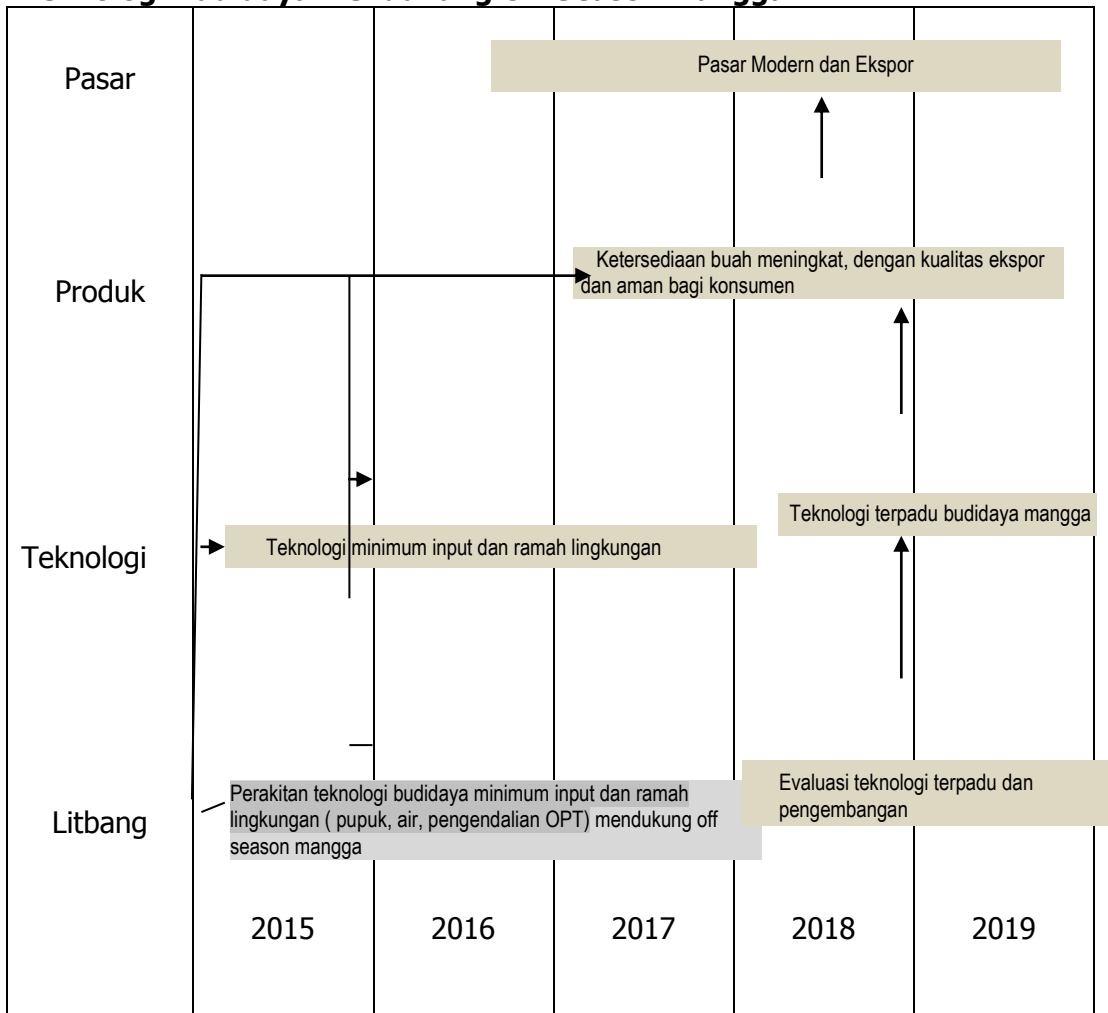 Pasar
Pasar Modern dan Ekspor
Produk
Ketersediaan buah meningkat, dengan kualitas ekspor
dan aman bagi konsumen
Teknologi
Teknologi minimum input dan ramah lingkungan
Teknologi terpadu budidaya mangga
Litbang
Perakitan teknologi budidaya minimum input dan ramah
lingkungan ( pupuk, air, pengendalian OPT) mendukung off
season mangga
Evaluasi teknologi terpadu dan
pengembangan
2015 2016 2017 2018 2019